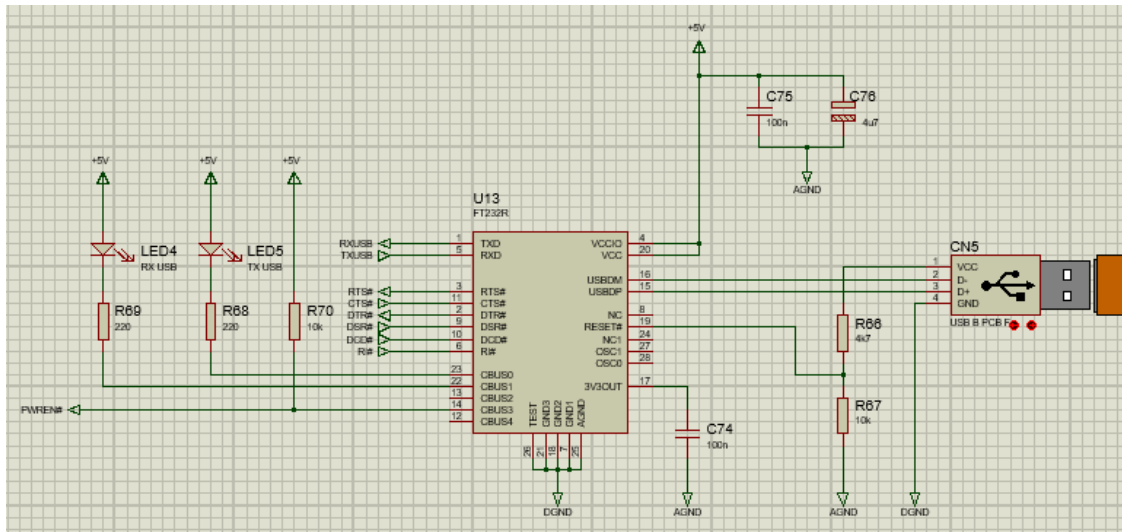 +5V
C75
100n
C76
4u7
AGND
+5V
+5V
+5V
LED4
RX USB
LED5
TX USB
R69
220
R68
220
R70
10k
U13
FT232R
RXUSB
TXUSB
1 TXD
5 RXD
RTS# 3 RTS#
CTS# 11 CTS#
DTR# 2 DTR#
DSR# 9 DSR#
DCD# 10 DCD#
RI# 6 RI#
23 CBUS0
22 CBUS1
13 CBUS2
14 CBUS3
12 CBUS4
PWREN#
VCCIO 4
VCC 20
USBDM 16
USBDP 15
NC 8
RESET# 19
NC1 24
OSC1 27
OSC0 28
3V3OUT 17
TEST GND3 GND2 GND1 AGND
26 21 18 7 25
DGND
C74
100n
AGND
CN5
1 VCC
2 D-
3 D+
4 GND
USB B PCB F
R66
4k7
R67
10k
AGND
DGND